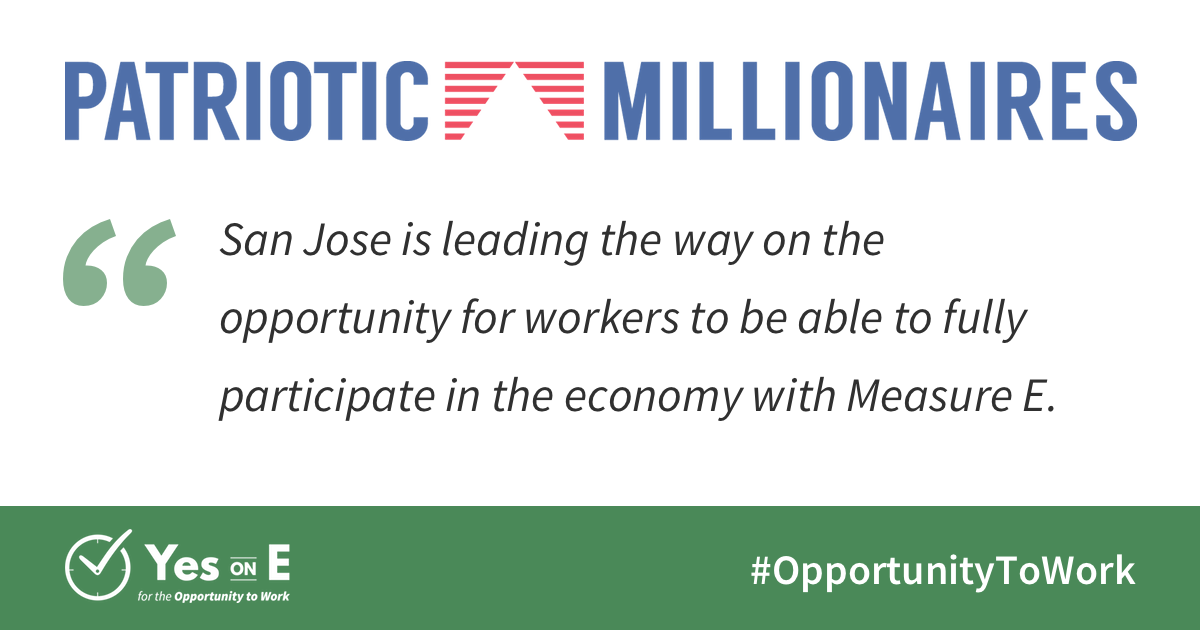 PATRIOTIC MILLIONAIRES
“ San Jose is leading the way on the
opportunity for workers to be able to fully
participate in the economy with Measure E.
Yes ON E
for the Opportunity to Work
#OpportunityToWork